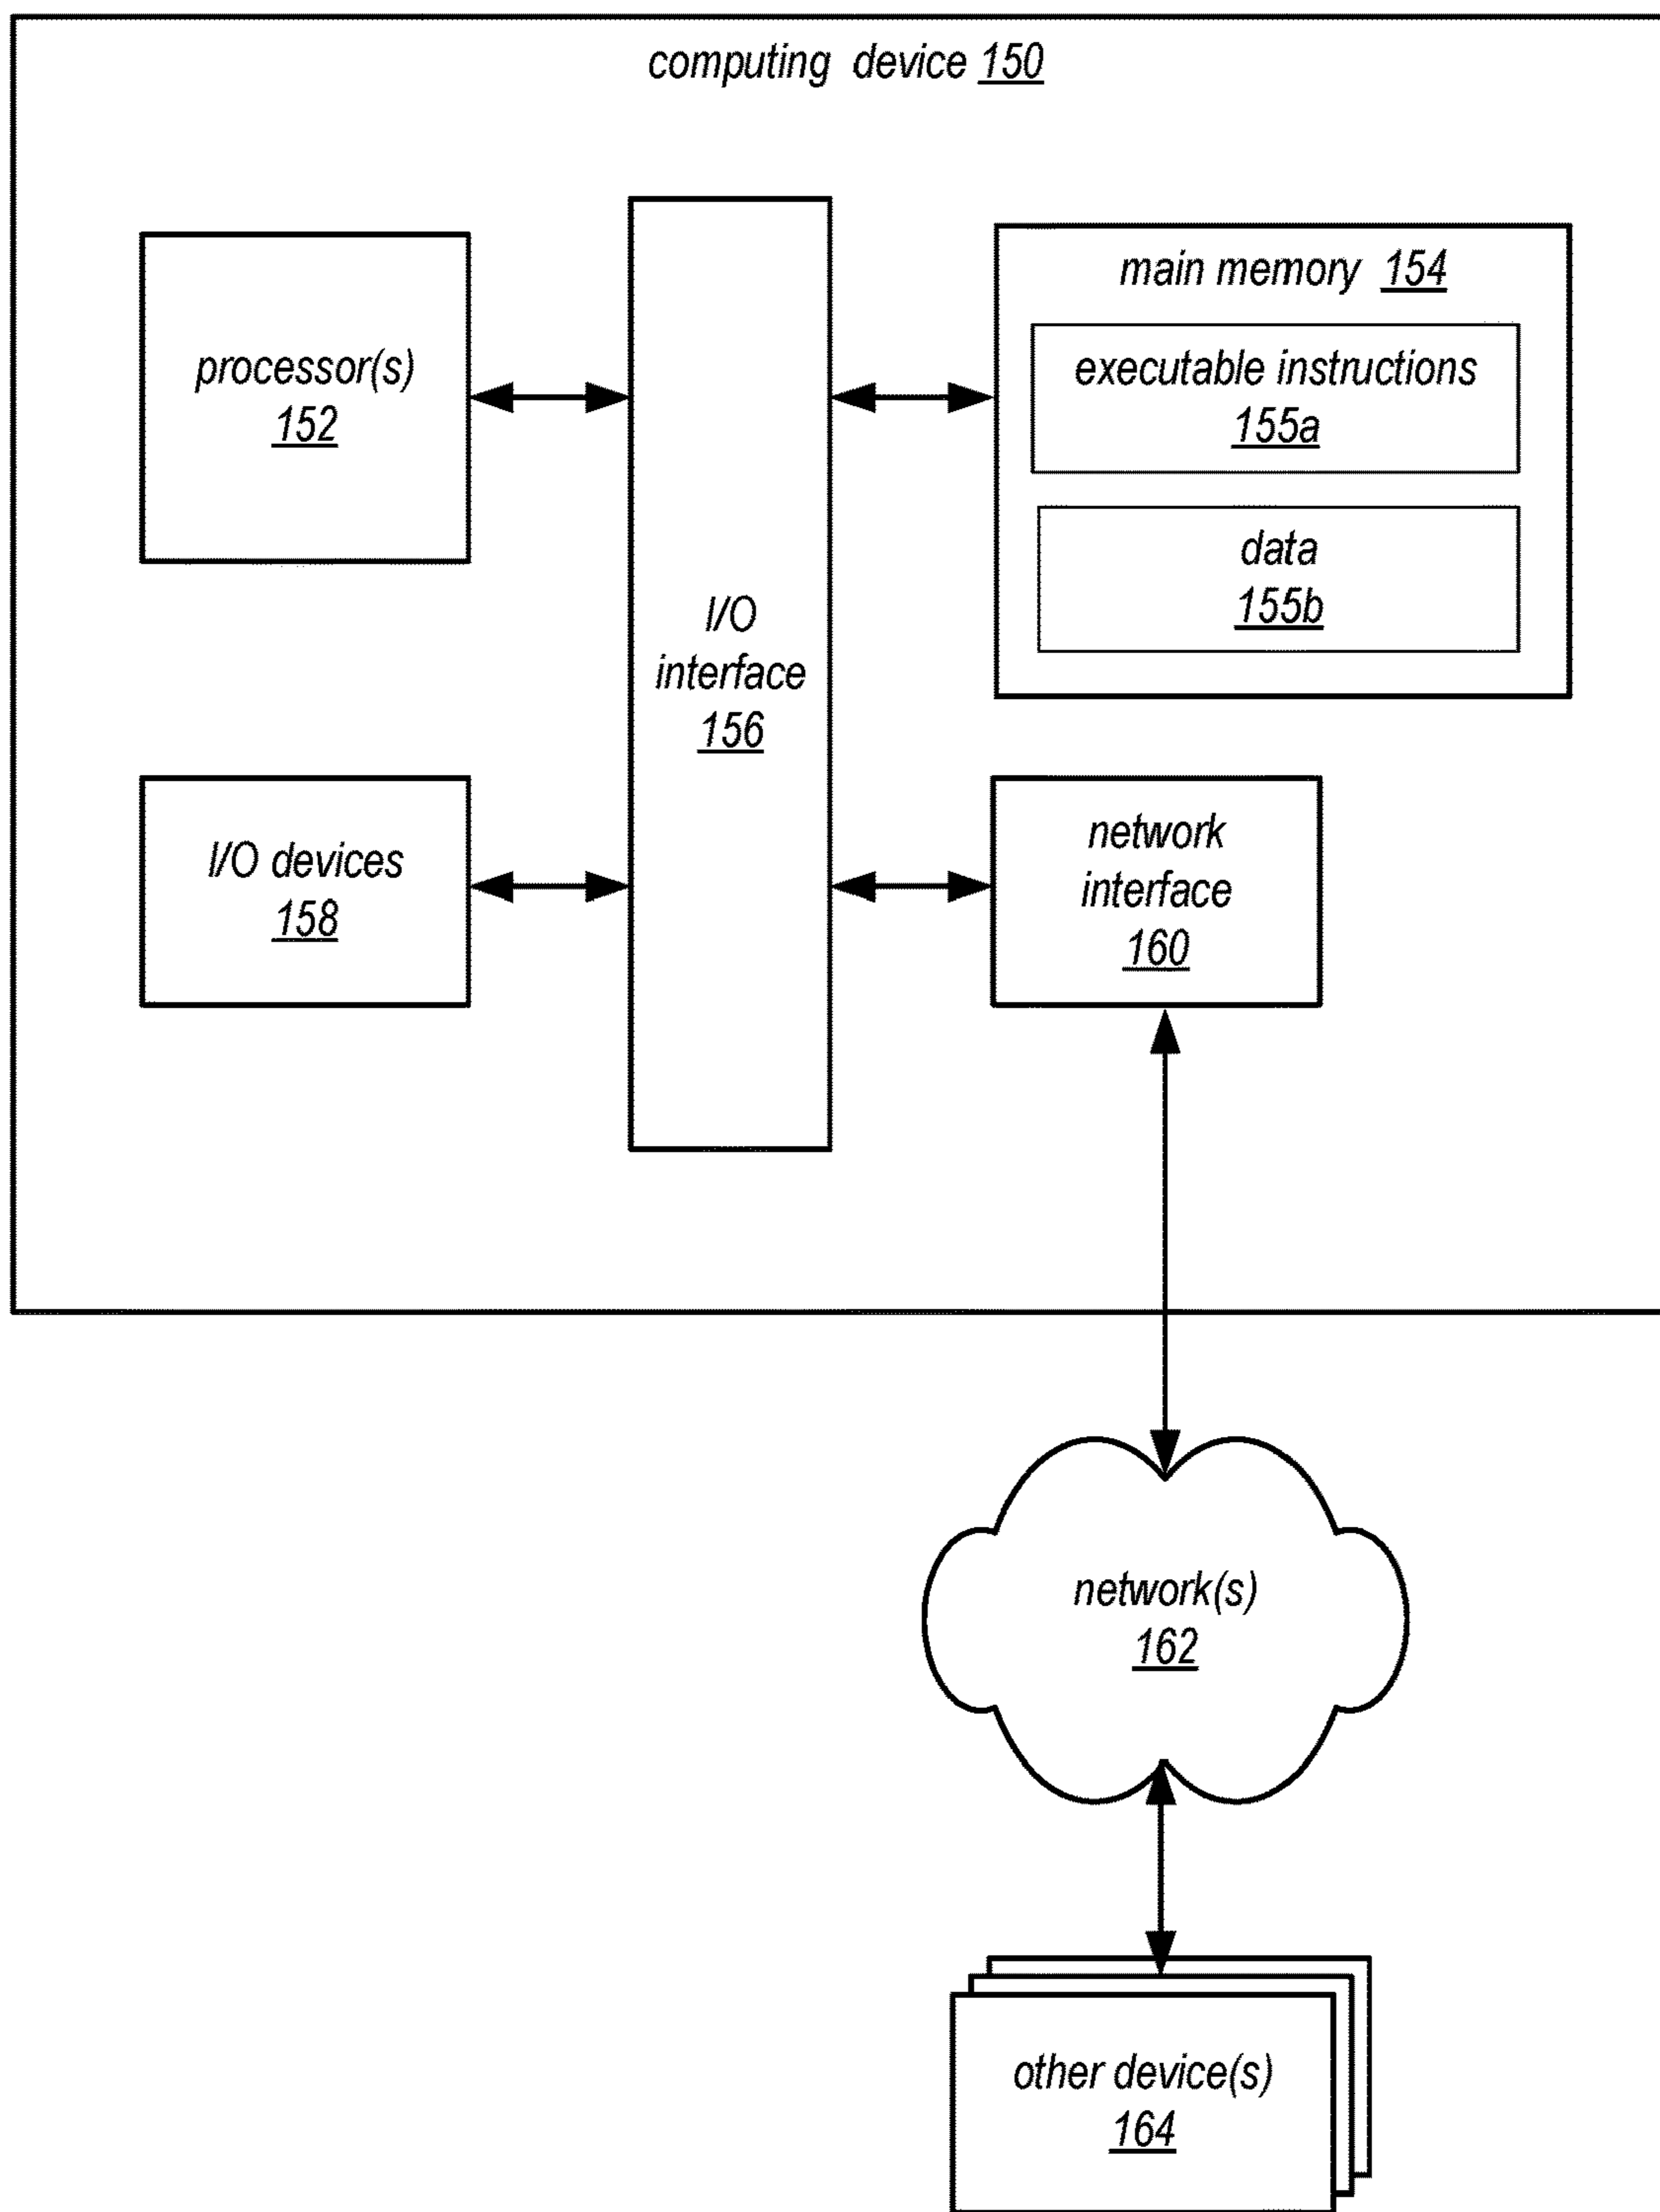 computing device 150
processor(s)
152
I/O
interface
156
main memory 154
executable instructions
155a
data
155b
I/O devices
158
network
interface
160
network(s)
162
other device(s)
164